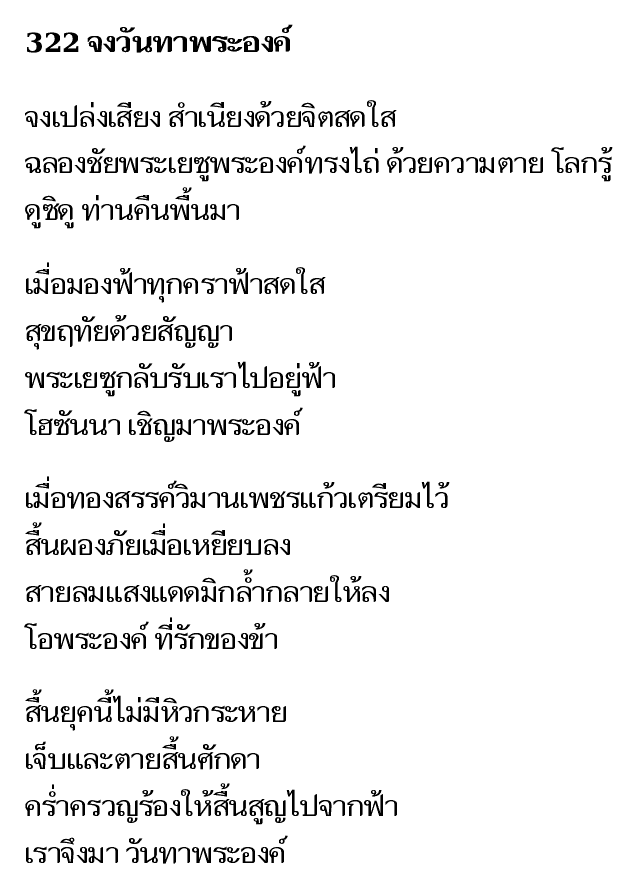 322 จงวันทาพระองค์
จงเปล่งเสียง สำเนียงด้วยจิตสดใส
ฉลองชัยพระเยซูพระองค์ทรงไถ่ ด้วยความตาย โลกรู้
ดูซิดู ท่านคืนพื้นมา
เมื่อมองฟ้าทุกคราฟ้าสดใส
สุขฤทัยด้วยสัญญา
พระเยซูกลับรับเราไปอยู่ฟ้า
โฮซันนา เชิญมาพระองค์
เมื่อทองสรรค์วิมานเพชรแก้วเตรียมไว้
สิ้นผองภัยเมื่อเหยียบลง
สายลมแสงแดดมิกล้ำกลายให้ลง
โอพระองค์ ที่รักของข้า
สิ้นยุคนี้ไม่มีหิวกระหาย
เจ็บและตายสิ้นศักดา
คร่ำครวญร้องให้สิ้นสูญไปจากฟ้า
เราจึงมา วันทาพระองค์